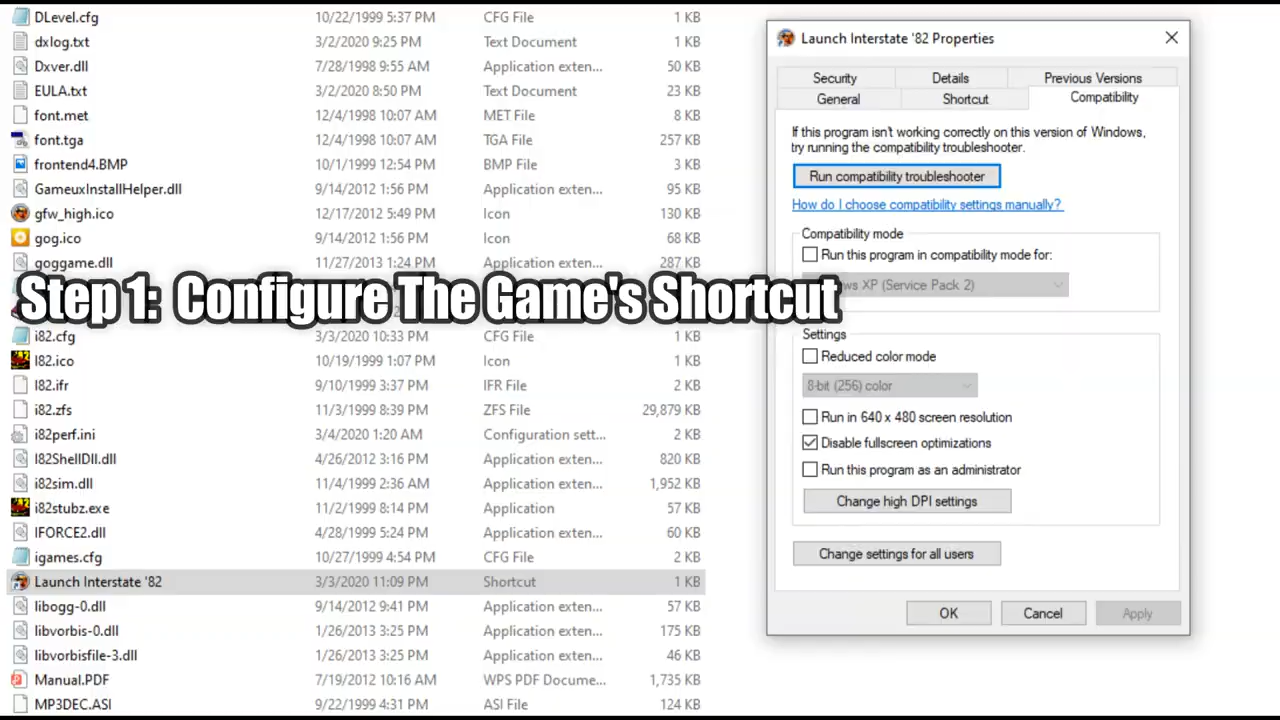 DLevel.cfg 10/22/1999 5:37 PM CFG File 1 KB
dxlog.txt 3/2/2020 9:25 PM Text Document 1 KB
Dxver.dll 7/28/1998 9:55 AM Application exten... 50 KB
EULA.txt 3/2/2020 8:50 PM Text Document 23 KB
font.met 12/4/1998 10:07 AM MET File 8 KB
font.tga 12/4/1998 10:07 AM TGA File 257 KB
frontend4.BMP 10/1/1999 12:54 PM BMP File 3 KB
GameuxInstallHelper.dll 9/14/2012 1:56 PM Application exten... 95 KB
gfw_high.ico 12/17/2012 5:49 PM Icon 130 KB
gog.ico 9/14/2012 1:56 PM Icon 68 KB
goggame.dll 11/27/2013 1:24 PM Application exten... 287 KB
Step 1: Configure The Game's Shortcut
i82.cfg 3/3/2020 10:33 PM CFG File 1 KB
I82.ico 10/19/1999 1:07 PM Icon 1 KB
I82.ifr 9/10/1999 3:37 PM IFR File 2 KB
i82.zfs 11/3/1999 8:39 PM ZFS File 29,879 KB
i82perf.ini 3/4/2020 1:20 AM Configuration sett... 2 KB
I82ShellDll.dll 4/26/2012 3:16 PM Application exten... 820 KB
i82sim.dll 11/4/1999 2:36 AM Application exten... 1,952 KB
i82stubz.exe 11/2/1999 8:14 PM Application 57 KB
IFORCE2.dll 4/28/1999 5:24 PM Application exten... 60 KB
igames.cfg 10/27/1999 4:54 PM CFG File 2 KB
Launch Interstate '82 3/3/2020 11:09 PM Shortcut 1 KB
libogg-0.dll 9/14/2012 9:41 PM Application exten... 57 KB
libvorbis-0.dll 1/26/2013 3:25 PM Application exten... 175 KB
libvorbisfile-3.dll 1/26/2013 3:25 PM Application exten... 46 KB
Manual.PDF 7/19/2012 10:16 AM WPS PDF Docume... 1,735 KB
MP3DEC.ASI 9/22/1999 4:31 PM ASI File 124 KB
Launch Interstate '82 Properties
Security Details Previous Versions
General Shortcut Compatibility
If this program isn't working correctly on this version of Windows,
try running the compatibility troubleshooter.
Run compatibility troubleshooter
How do I choose compatibility settings manually?
Compatibility mode
Run this program in compatibility mode for:
XP (Service Pack 2)
Settings
Reduced color mode
8-bit (256) color
Run in 640 x 480 screen resolution
Disable fullscreen optimizations
Run this program as an administrator
Change high DPI settings
Change settings for all users
OK Cancel Apply